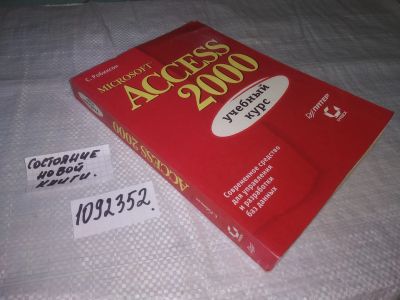 С. Робинсон
MICROSOFT
ACCESS
2000
учебный
курс
Современное средство
для управления
и разработки
баз данных
ПИТЕР
ACCESS 2000
СОСТОЯНИЕ
НОВОЙ
КНИГИ.
1092352.